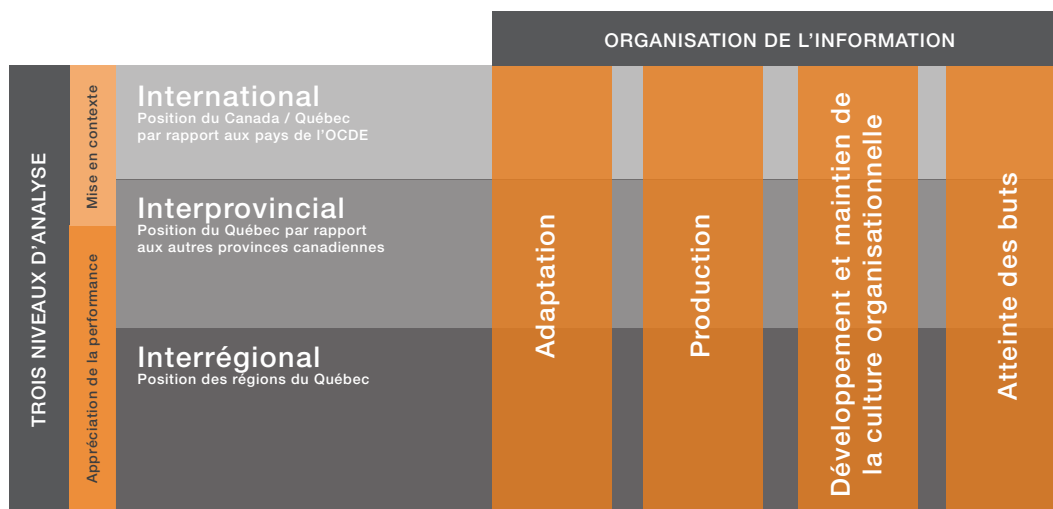 ORGANISATION DE L'INFORMATION
TROIS NIVEAUX D'ANALYSE
Mise en contexte
Appréciation de la performance
International
Position du Canada / Québec
par rapport aux pays de l'OCDE
Interprovincial
Position du Québec par rapport
aux autres provinces canadiennes
Interrégional
Position des régions du Québec
Adaptation
Production
Développement et maintien de
la culture organisationnelle
Atteinte des buts